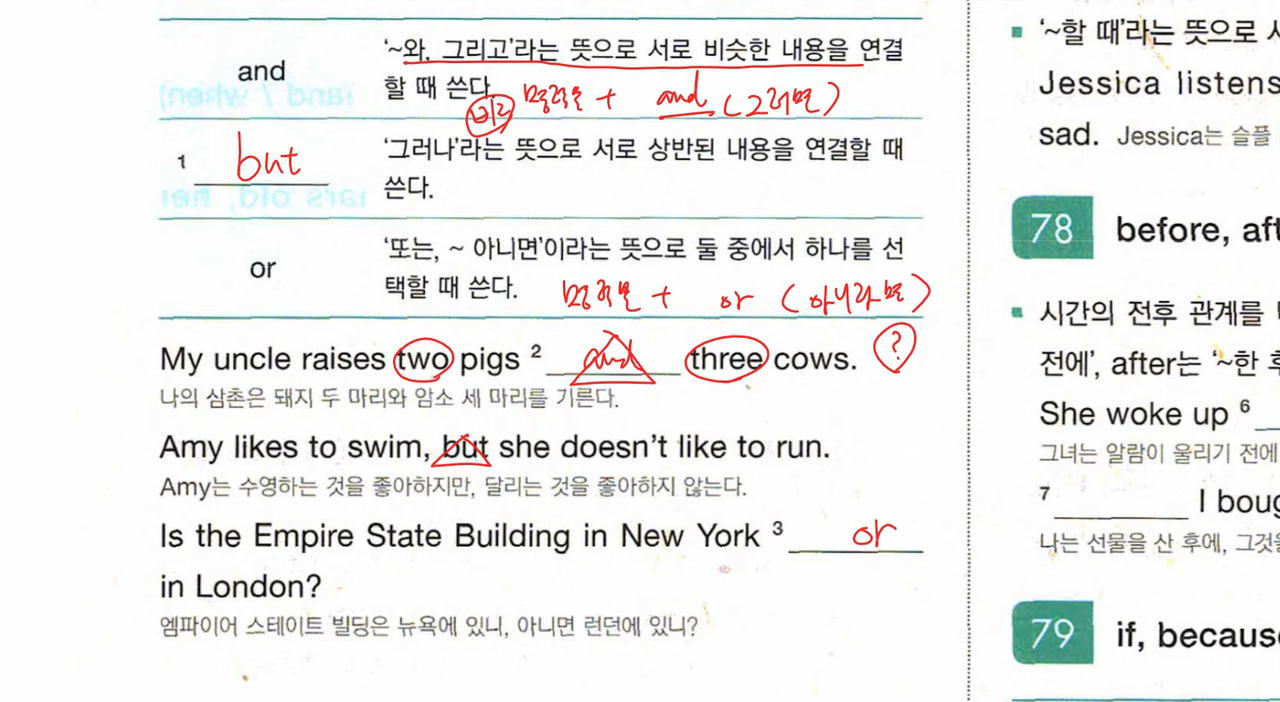 and
'~와, 그리고'라는 뜻으로 서로 비슷한 내용을 연결
할 때 쓴다.
명령문 + and (그러면)
1 but
'그러나'라는 뜻으로 서로 상반된 내용을 연결할 때
쓴다.
or
'또는, ~ 아니면'이라는 뜻으로 둘 중에서 하나를 선
택할 때 쓴다.
명령문 + or (아니라면)
My uncle raises two pigs 2 and three cows. ?
나의 삼촌은 돼지 두 마리와 암소 세 마리를 기른다.
Amy likes to swim, but she doesn't like to run.
Amy는 수영하는 것을 좋아하지만, 달리는 것을 좋아하지 않는다.
Is the Empire State Building in New York 3 or
in London?
엠파이어 스테이트 빌딩은 뉴욕에 있니, 아니면 런던에 있니?
'~할 때'라는 뜻으로
Jessica listens
sad. Jessica는 슬플
78 before,
시간의 전후 관계를
전에', after는 '~한
She woke up 6
그녀는 알람이 울리기 전에
7 I
나는 선물을 산 후에,
79 if,